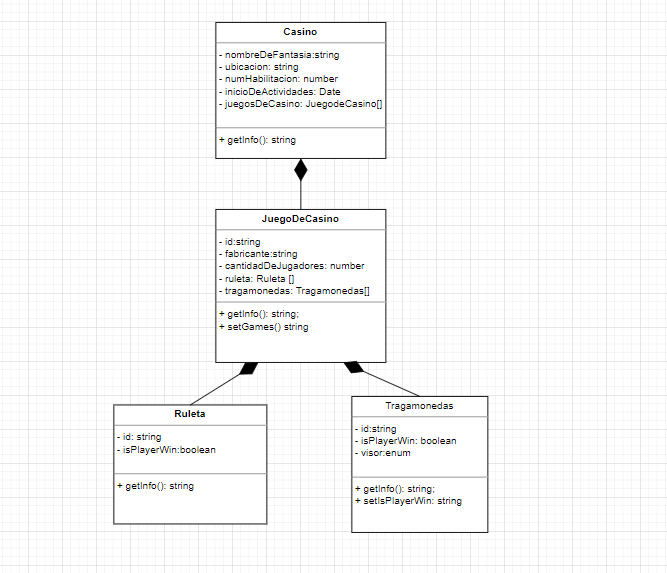 Casino
- nombreDeFantasia:string
- ubicacion: string
- numHabilitacion: number
- inicioDeActividades: Date
- juegosDeCasino: JuegodeCasino[]
+ getInfo(): string
JuegoDeCasino
- id:string
- fabricante:string
- cantidadDeJugadores: number
- ruleta: Ruleta []
- tragamonedas: Tragamonedas[]
+ getInfo(): string;
+ setGames() string
Ruleta
- id: string
- isPlayerWin:boolean
+ getInfo(): string
Tragamonedas
- id:string
- isPlayerWin: boolean
- visor:enum
+ getInfo(): string;
+ setIsPlayerWin: string